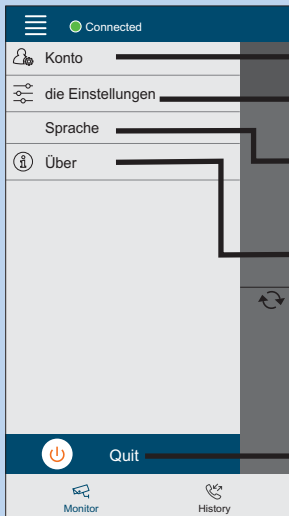 Connected
Konto
die Einstellungen
Sprache
Über
Quit
Monitor History